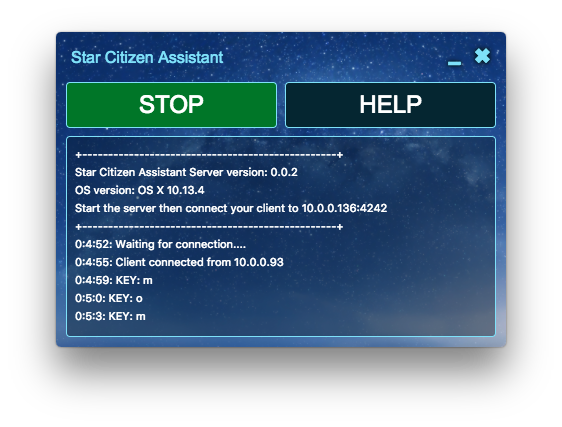 Star Citizen Assistant
STOP
HELP
+--------------------------------------------------+
Star Citizen Assistant Server version: 0.0.2
OS version: OS X 10.13.4
Start the server then connect your client to 10.0.0.136:4242
+--------------------------------------------------+
0:4:52: Waiting for connection....
0:4:55: Client connected from 10.0.0.93
0:4:59: KEY: m
0:5:0: KEY: o
0:5:3: KEY: m